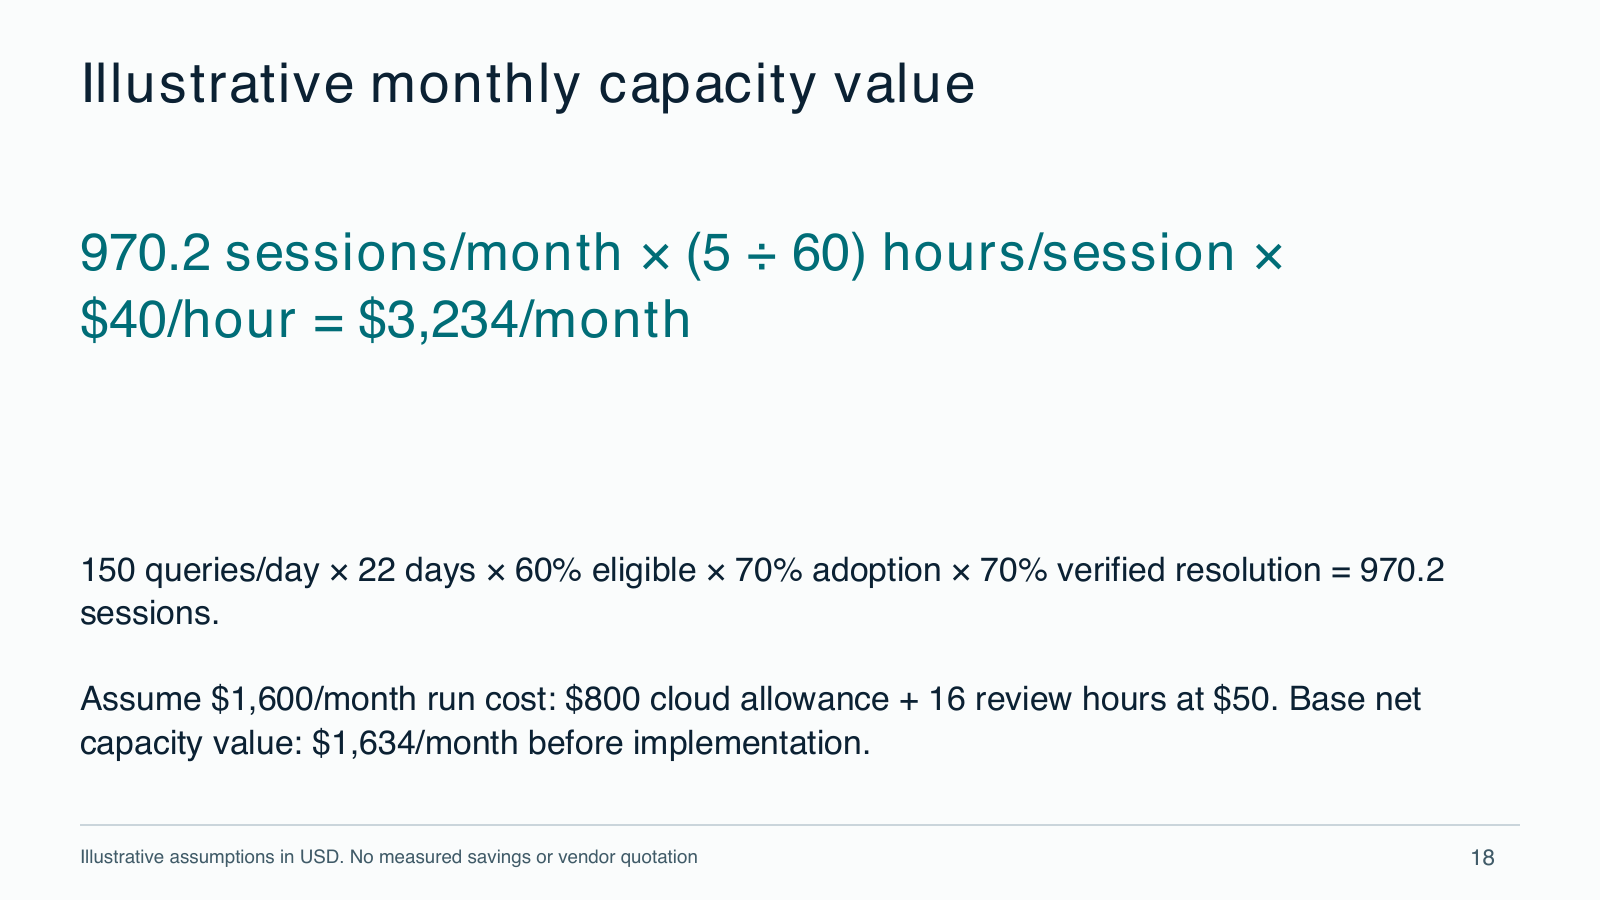 Illustrative monthly capacity value
970.2 sessions/month × (5 ÷ 60) hours/session ×
$40/hour = $3,234/month
150 queries/day × 22 days × 60% eligible × 70% adoption × 70% verified resolution = 970.2
sessions.
Assume $1,600/month run cost: $800 cloud allowance + 16 review hours at $50. Base net
capacity value: $1,634/month before implementation.
Illustrative assumptions in USD. No measured savings or vendor quotation
18